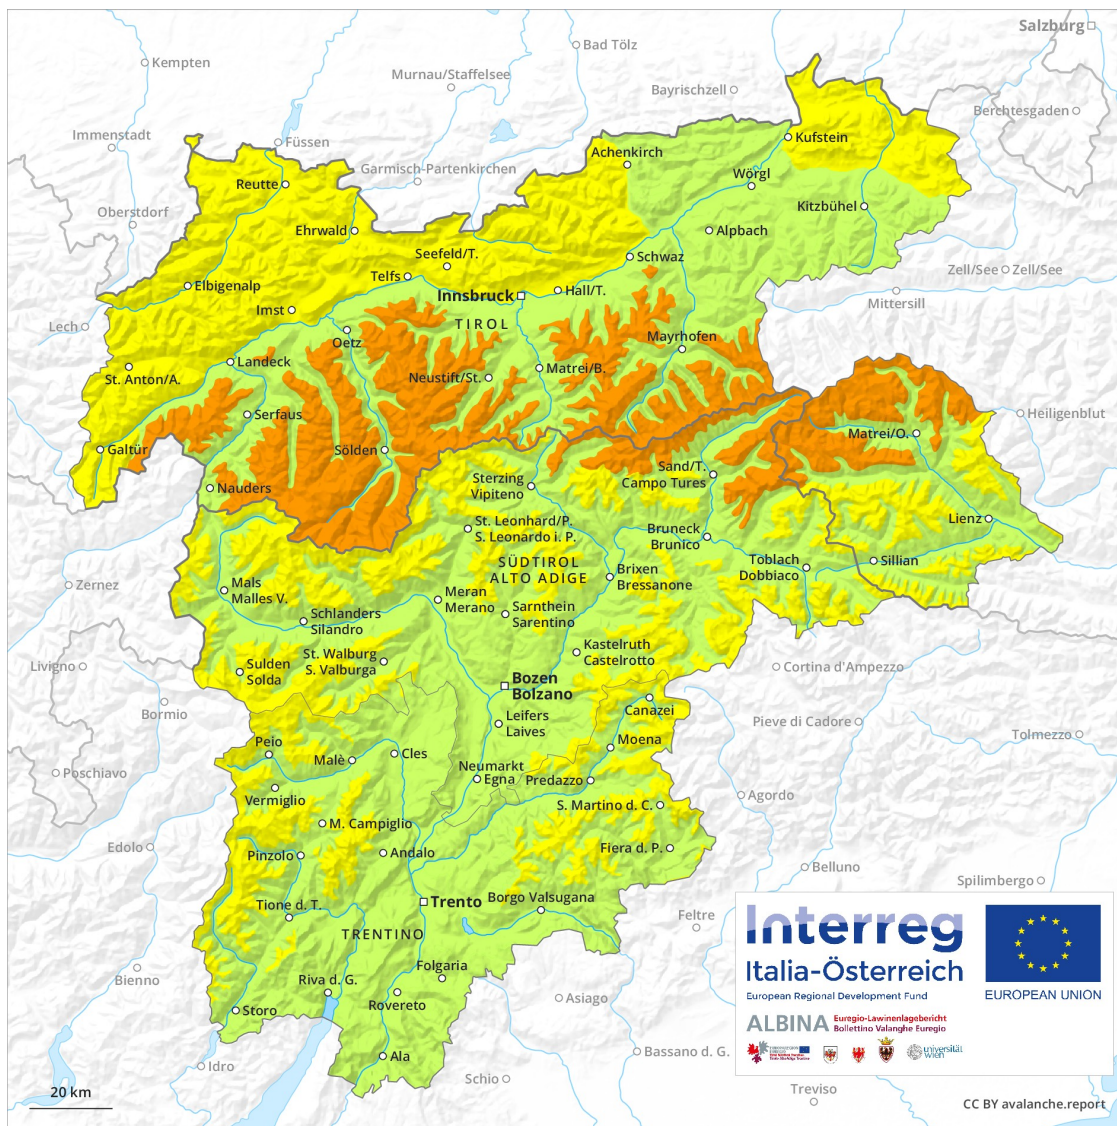 Salzburg
Bad Tölz
Kempten
Murnau/Staffelsee
Bayrischzell
Berchtesgaden
Immenstadt
Füssen
Kufstein
Achenkirch
Garmisch-Partenkirchen
Wörgl
Reutte
Kitzbühel
Oberstdorf
Ehrwald
Alpbach
Seefeld/T.
Schwaz
Telfs
Zell/See
Zell/See
Elbigenalp
Hall/T.
Innsbruck
Mittersill
Imst
Lech
TIROL
Mayrhofen
Oetz
Landeck
Matrei/B.
St. Anton/A.
Neustift/St.
Serfaus
Heiligenblut
Matrei/O.
Galtür
Sölden
Sand/T.
Campo Tures
Sterzing
Vipiteno
Nauders
Lienz
St. Leonhard/P.
S. Leonardo i. P.
Bruneck
Brunico
SÜDTIROL
ALTO ADIGE
Toblach
Dobbiaco
Sillian
Zernez
Mals
Malles V.
Brixen
Bressanone
Meran
Merano
Schlanders
Silandro
Sarnthein
Sarentino
Kastelruth
Castelrotto
St. Walburg
S. Valburga
Livigno
Sulden
Solda
Cortina d'Ampezzo
Bozen
Bolzano
Bormio
Canazei
Leifers
Laives
Pieve di Cadore
Tolmezzo
Peio
Moena
Cles
Malè
Neumarkt
Egna
Predazzo
Poschiavo
Vermiglio
Agordo
S. Martino d. C.
M. Campiglio
Edolo
Pinzolo
Andalo
Fiera d. P.
Belluno
Spilimbergo
Tione d. T.
Trento
Borgo Valsugana
Feltre
TRENTINO
Folgaria
Bienno
Riva d. G.
Rovereto
Asiago
Storo
Bassano d. G.
Ala
Idro
Schio
Treviso
20 km
Interreg
Italia-Österreich
European Regional Development Fund
EUROPEAN UNION
ALBINA
Euregio-Lawinenlagebericht
Bollettino Valanghe Euregio
universität
wien
CC BY avalanche.report